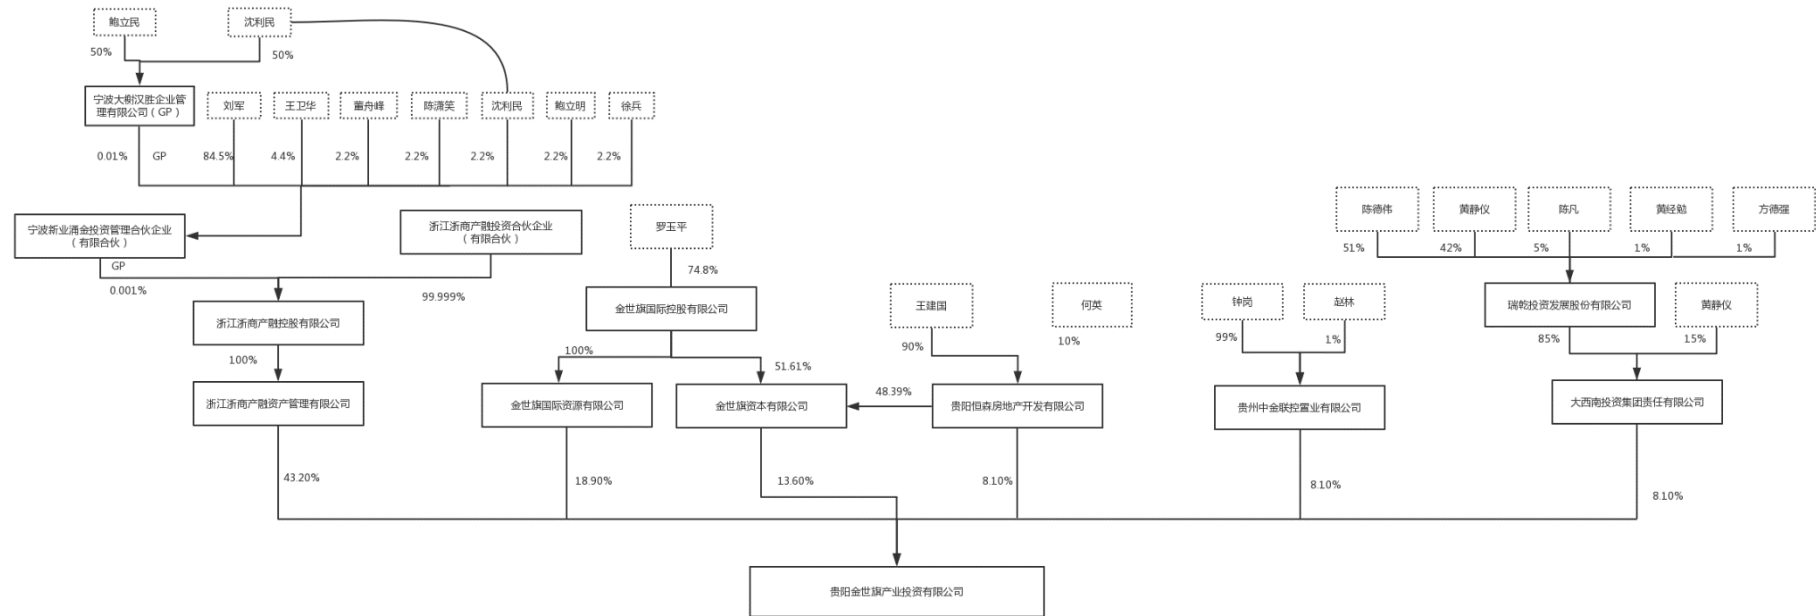 鲍立民
沈利民
50%
50%
宁波大榭汉胜企业管
理有限公司（GP）
刘军
王卫华
董舟峰
陈潇笑
沈利民
鲍立明
徐兵
0.01%
GP
84.5%
4.4%
2.2%
2.2%
2.2%
2.2%
2.2%
宁波新业涌金投资管理合伙企业
（有限合伙）
浙江浙商产融投资合伙企业
（有限合伙）
罗玉平
陈德伟
黄静仪
陈凡
黄经勉
方德强
GP
0.001%
99.999%
74.8%
51%
42%
5%
1%
1%
浙江浙商产融控股有限公司
金世旗国际控股有限公司
王建国
何英
钟岗
赵林
瑞乾投资发展股份有限公司
黄静仪
100%
100%
51.61%
90%
10%
99%
1%
85%
15%
浙江浙商产融资产管理有限公司
金世旗国际资源有限公司
金世旗资本有限公司
48.39%
贵阳恒森房地产开发有限公司
贵州中金联控置业有限公司
大西南投资集团责任有限公司
43.20%
18.90%
13.60%
8.10%
8.10%
8.10%
贵阳金世旗产业投资有限公司